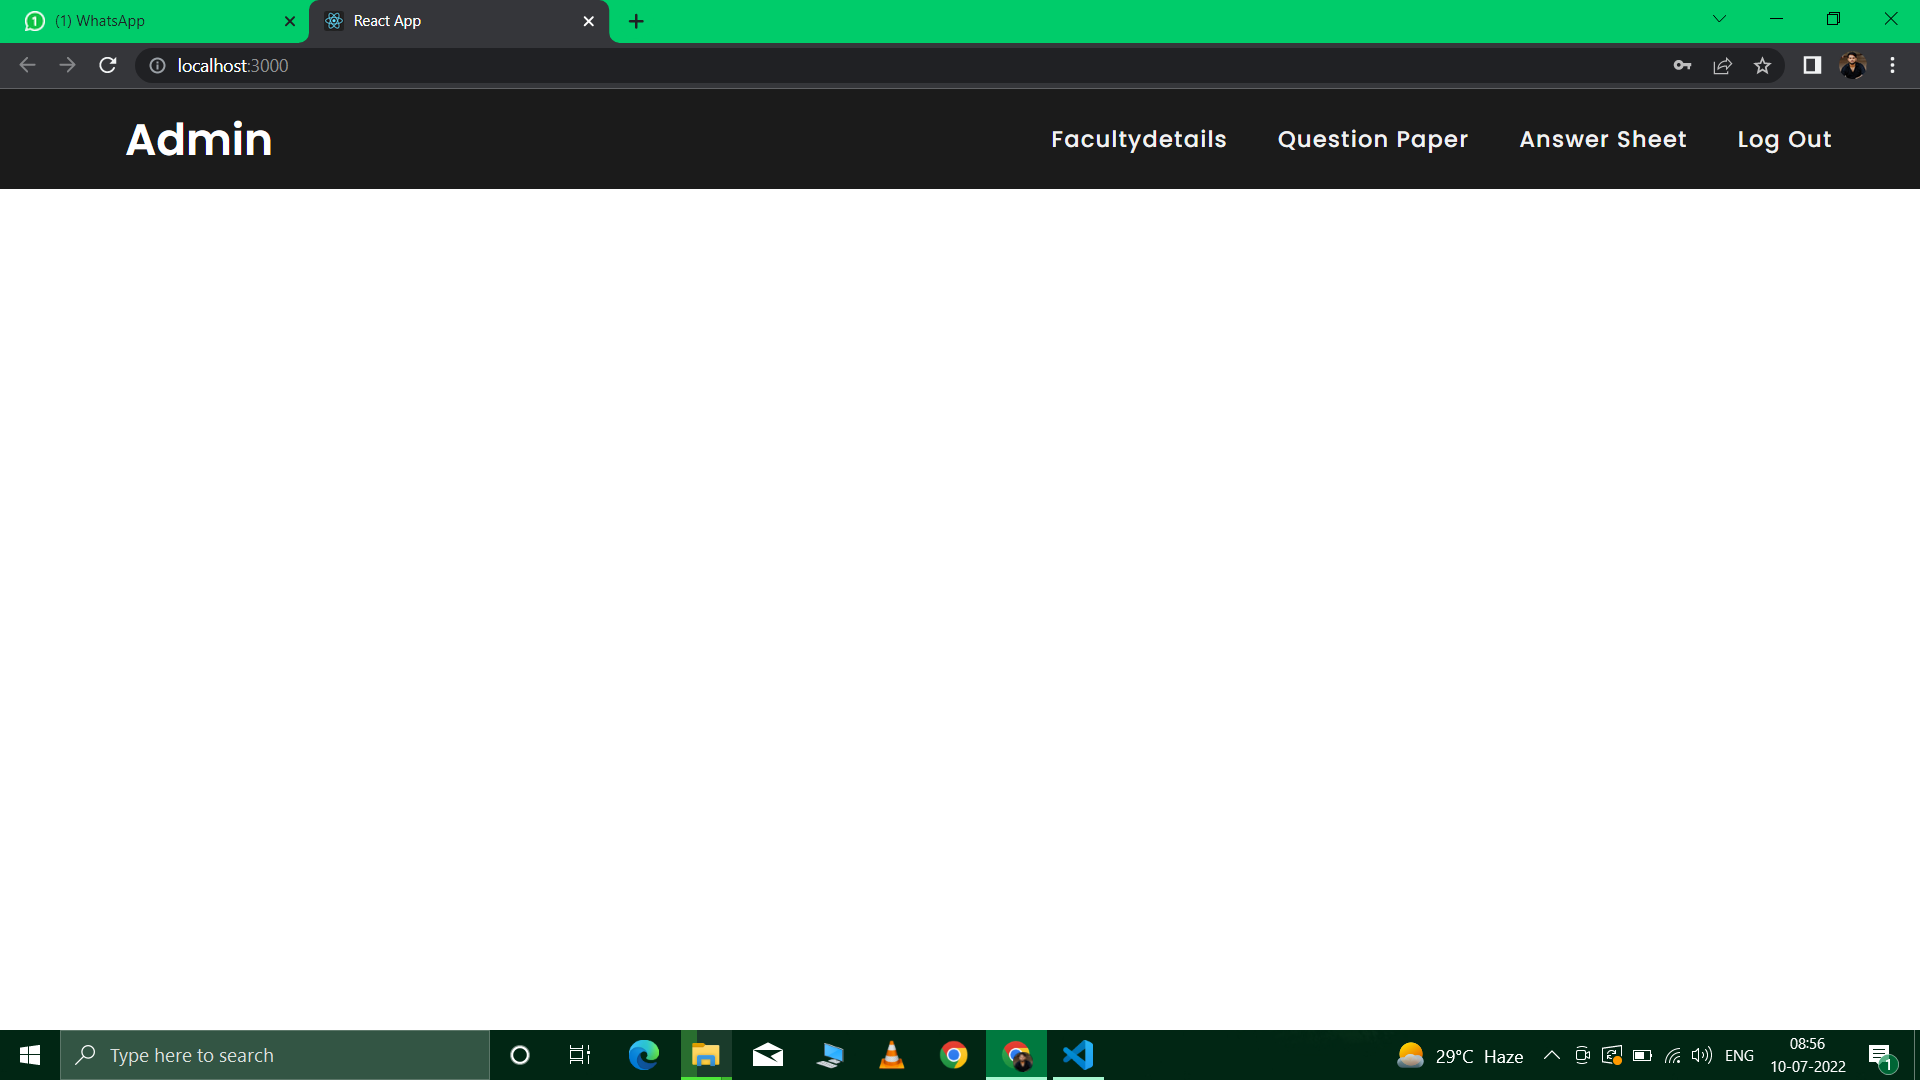 (1) WhatsApp
React App
localhost:3000
Admin
Facultydetails
Question Paper
Answer Sheet
Log Out
Type here to search
29°C Haze
ENG
08:56
10-07-2022
1